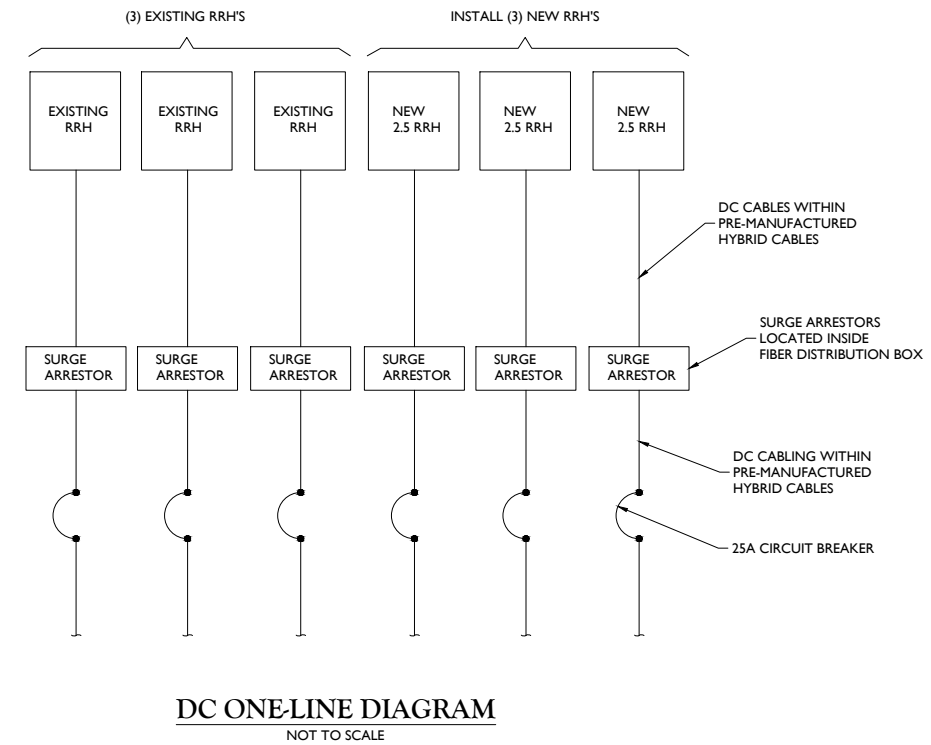 (3) EXISTING RRH'S
INSTALL (3) NEW RRH'S
EXISTING
RRH
EXISTING
RRH
EXISTING
RRH
NEW
2.5 RRH
NEW
2.5 RRH
NEW
2.5 RRH
DC CABLES WITHIN
PRE-MANUFACTURED
HYBRID CABLES
SURGE ARRESTORS
LOCATED INSIDE
FIBER DISTRIBUTION BOX
SURGE
ARRESTOR
SURGE
ARRESTOR
SURGE
ARRESTOR
SURGE
ARRESTOR
SURGE
ARRESTOR
SURGE
ARRESTOR
DC CABLING WITHIN
PRE-MANUFACTURED
HYBRID CABLES
25A CIRCUIT BREAKER
DC ONE-LINE DIAGRAM
NOT TO SCALE